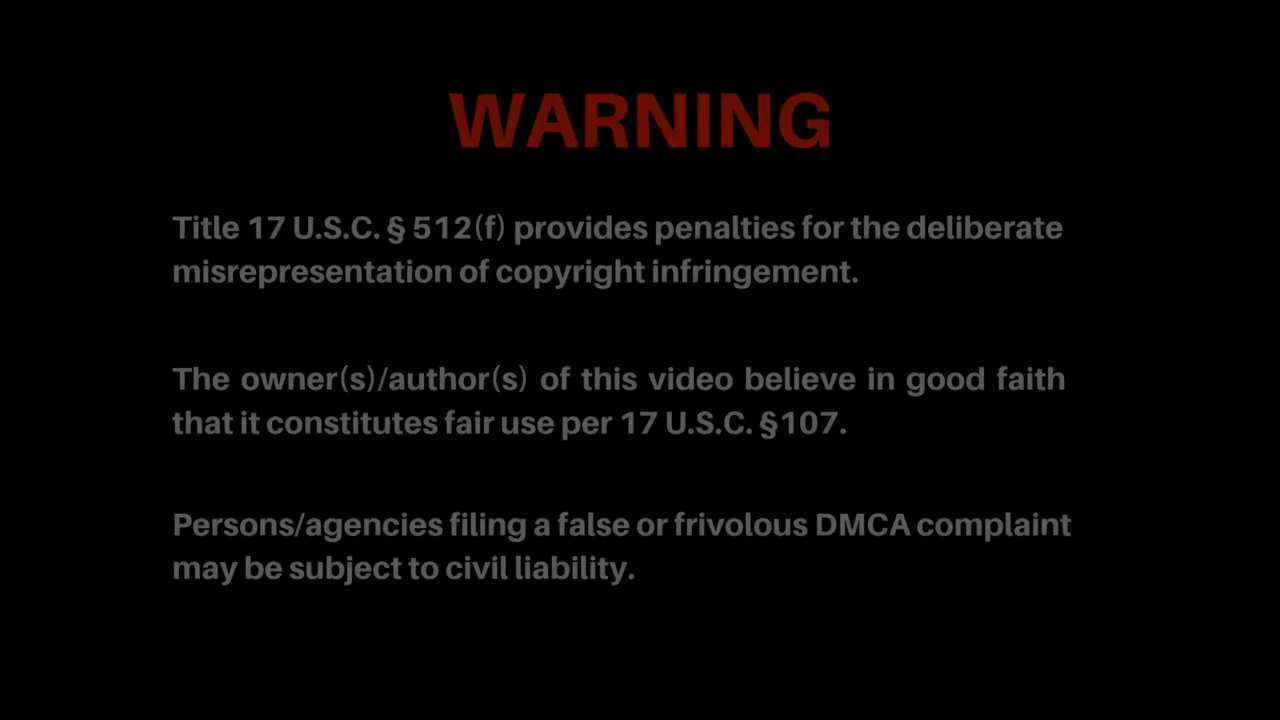 WARNING
Title 17 U.S.C. § 512(f) provides penalties for the deliberate
misrepresentation of copyright infringement.
The owner(s)/author(s) of this video believe in good faith
that it constitutes fair use per 17 U.S.C. §107.
Persons/agencies filing a false or frivolous DMCA complaint
may be subject to civil liability.